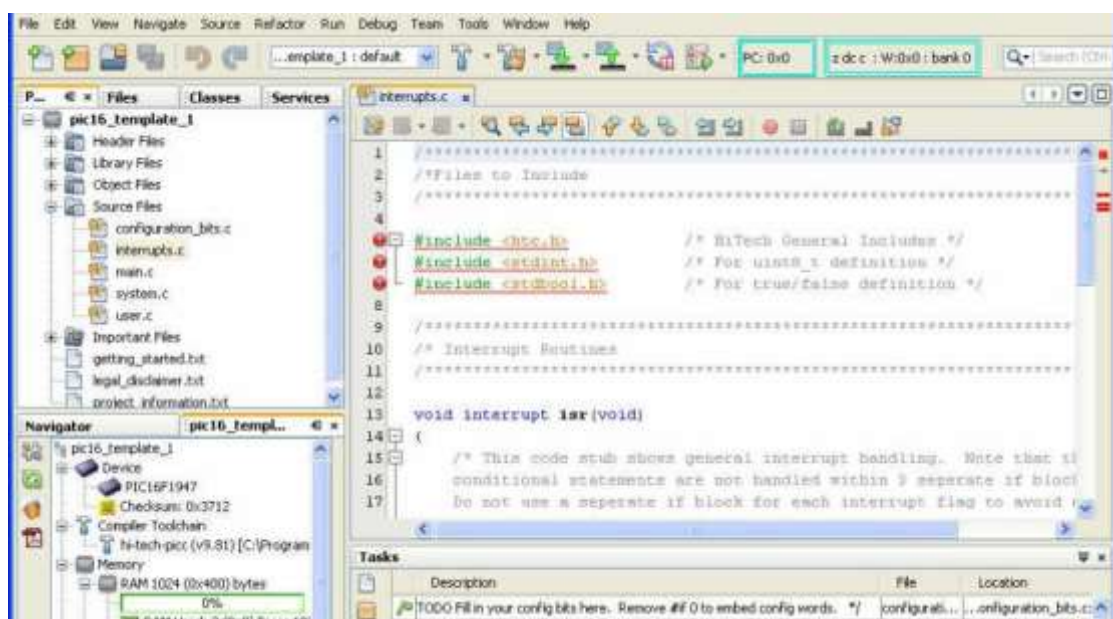 File Edit View Navigate Source Refactor Run Debug Team Tools Window Help
...emplate_1 : default PC: 0x0 z dc c : W:0x0 : bank 0 Search (Ctrl
P... Files Classes Services
pic16_template_1
Header Files
Library Files
Object Files
Source Files
configuration_bits.c
interrupts.c
main.c
system.c
user.c
Important Files
getting_started.txt
legal_disclaimer.txt
project_information.txt
Navigator pic16_templ...
pic16_template_1
Device
PIC16F1947
Checksum: 0x3712
Compiler Toolchain
hi-tech-picc (v9.81) [C:\Program
Memory
RAM 1024 (0x400) bytes
0%
interrupts.c
1 /******************************************************************
2 /*Files to Include
3 /******************************************************************
4
#include <htc.h> /* HiTech General Includes */
#include <stdint.h> /* For uint8_t definition */
#include <stdbool.h> /* For true/false definition */
8
9 /******************************************************************
10 /* Interrupt Routines
11 /******************************************************************
12
13 void interrupt isr(void)
14 {
15 /* This code stub shows general interrupt handling. Note that th
16 conditional statements are not handled within 3 seperate if block
17 Do not use a seperate if block for each interrupt flag to avoid
Tasks
Description File Location
TODO Fill in your config bits here. Remove #if 0 to embed config words. */ configurati... ...onfiguration_bits.c: